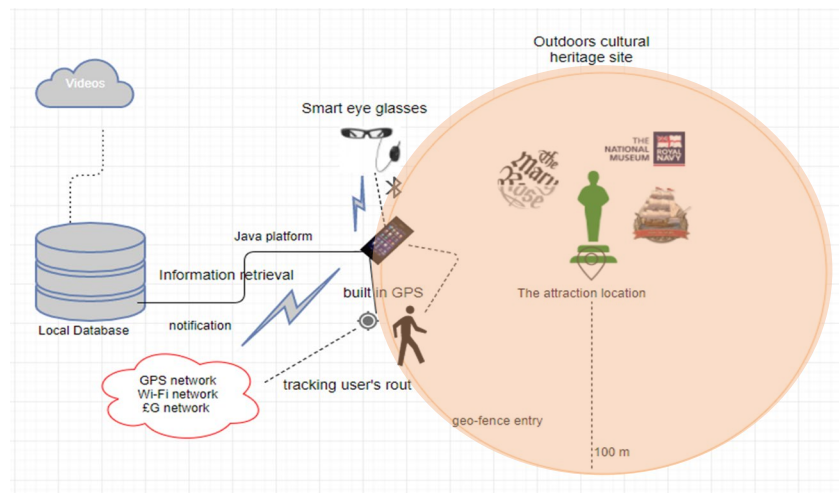 Outdoors cultural
heritage site
Videos
Smart eye glasses
THE
NATIONAL
MUSEUM
ROYAL
NAVY
The
Mary
Rose
Java platform
Information retrieval
built in GPS
The attraction location
Local Database
notification
GPS network
Wi-Fi network
£G network
tracking user's rout
geo-fence entry
100 m